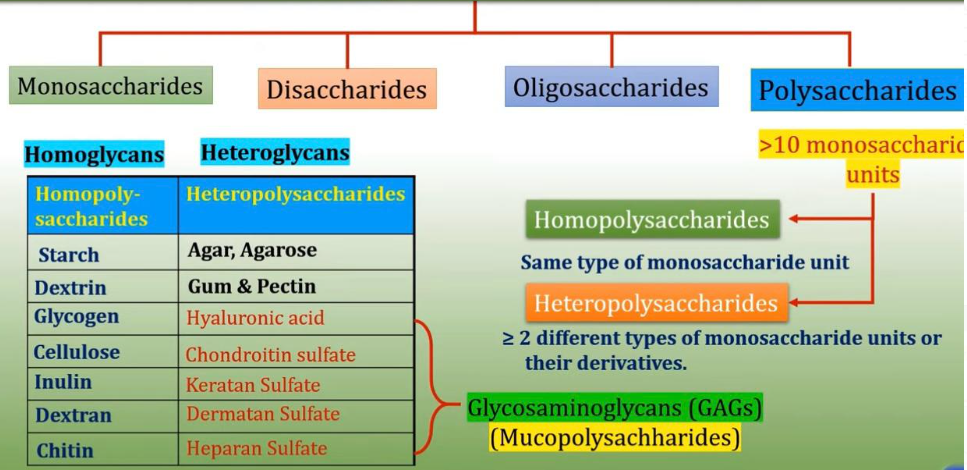 Monosaccharides
Disaccharides
Oligosaccharides
Polysaccharides
>10 monosaccharid
units
Homopolysaccharides
Same type of monosaccharide unit
Heteropolysaccharides
≥ 2 different types of monosaccharide units or
their derivatives.
Homoglycans Heteroglycans
Homopoly-
saccharides
Heteropolysaccharides
Starch Agar, Agarose
Dextrin Gum & Pectin
Glycogen Hyaluronic acid
Cellulose Chondroitin sulfate
Inulin Keratan Sulfate
Dextran Dermatan Sulfate
Chitin Heparan Sulfate
Glycosaminoglycans (GAGs)
(Mucopolysachharides)